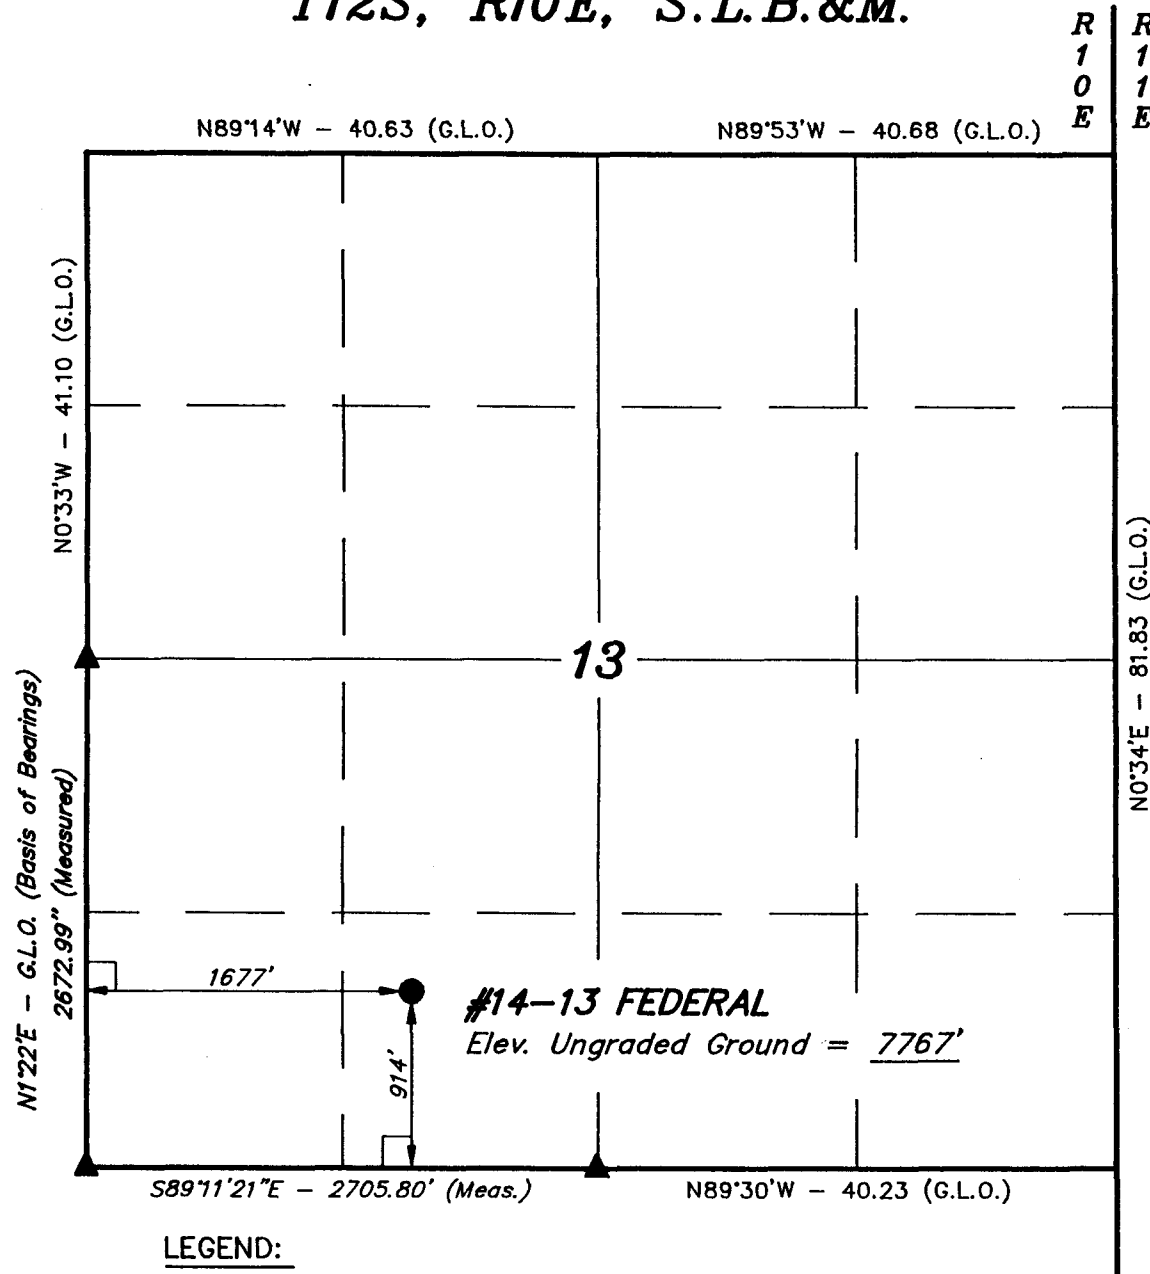 T12S, R10E, S.L.B.&M.
R
1
0
E
R
1
1
E
N89°14'W – 40.63 (G.L.O.)
N89°53'W – 40.68 (G.L.O.)
N0°33'W – 41.10 (G.L.O.)
13
N0°34'E – 81.83 (G.L.O.)
N1°22'E – G.L.O. (Basis of Bearings)
2672.99" (Measured)
1677'
#14–13 FEDERAL
Elev. Ungraded Ground = 7767'
914'
S89°11'21"E – 2705.80' (Meas.)
N89°30'W – 40.23 (G.L.O.)
LEGEND: